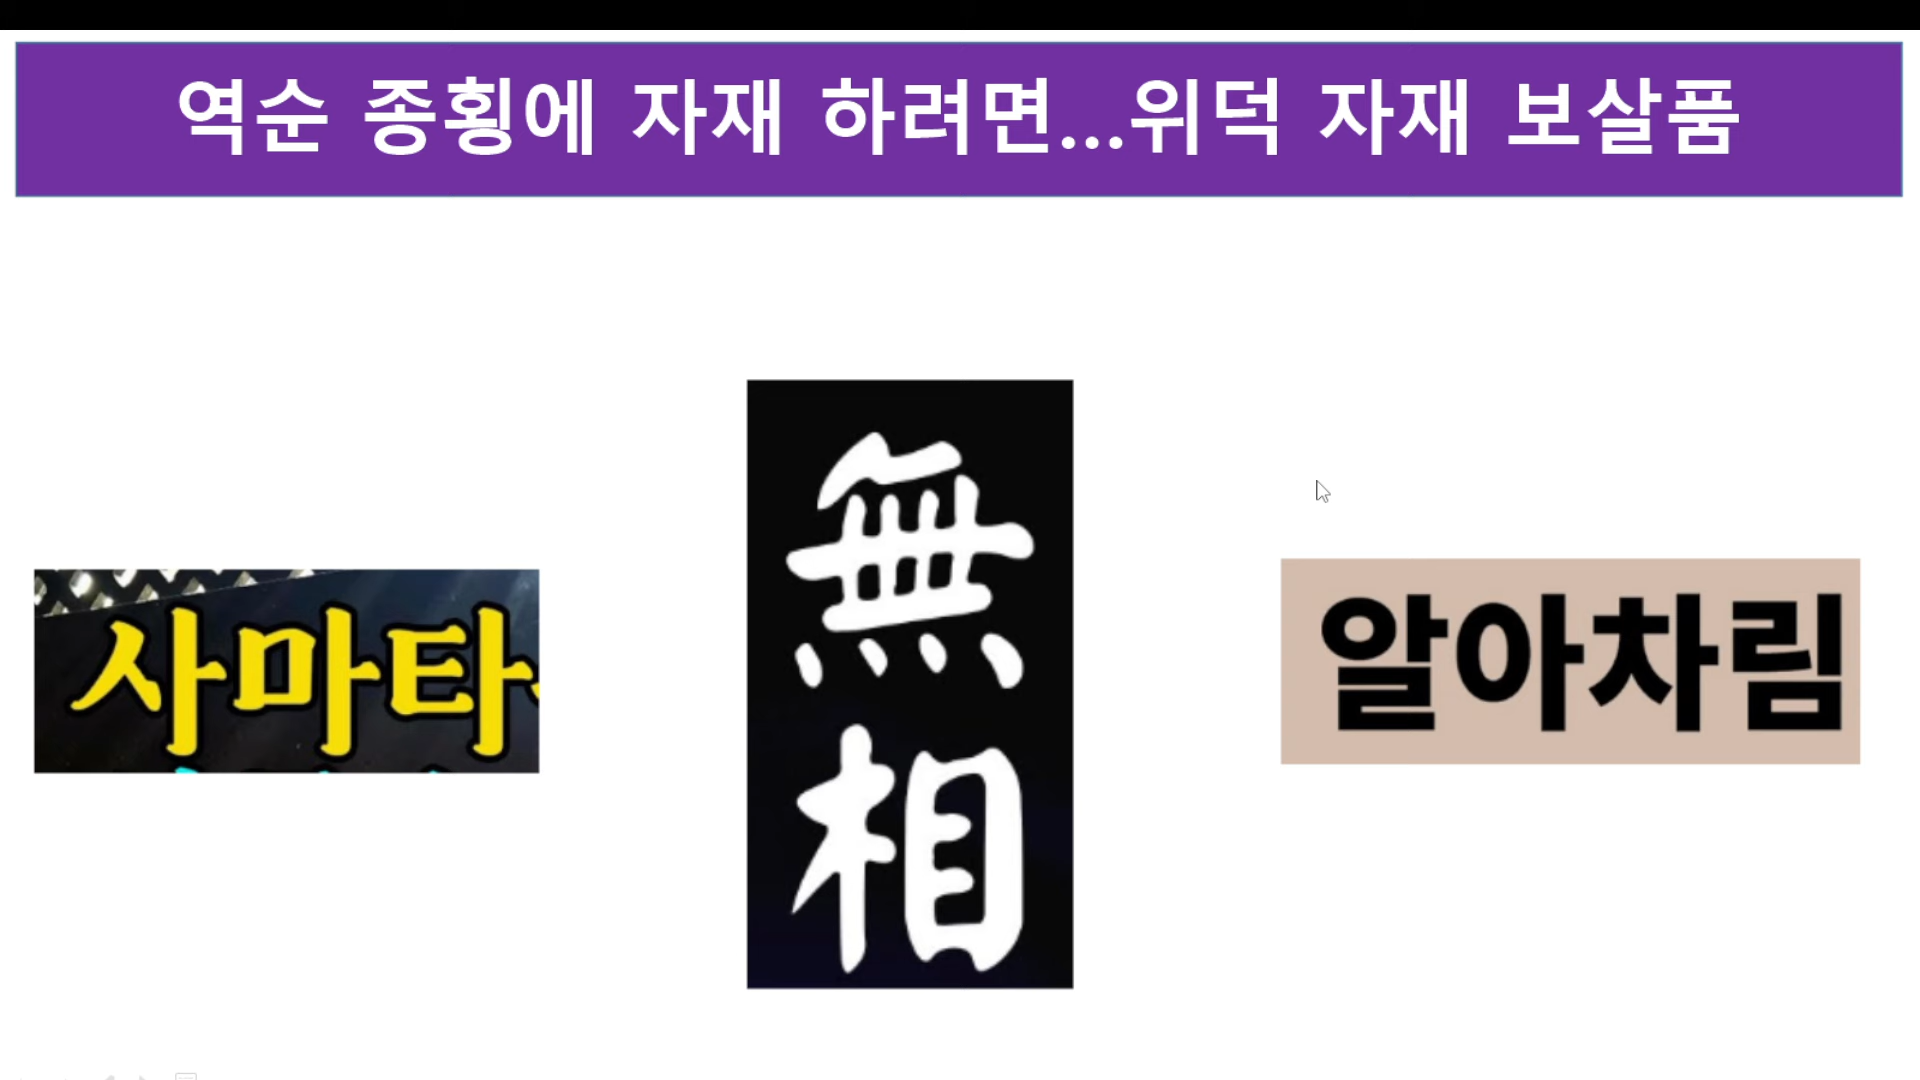 역순 종횡에 자재 하려면...위덕 자재 보살품
사마타
無
相
알아차림